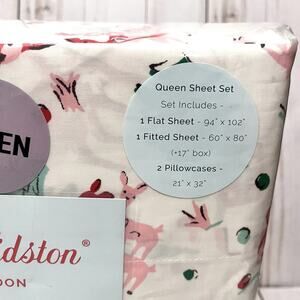 Queen Sheet Set
Set Includes -
1 Flat Sheet - 94" x 102"
1 Fitted Sheet - 60" x 80"
(+17" box)
2 Pillowcases -
21" x 32"
EEN
idston®
DON